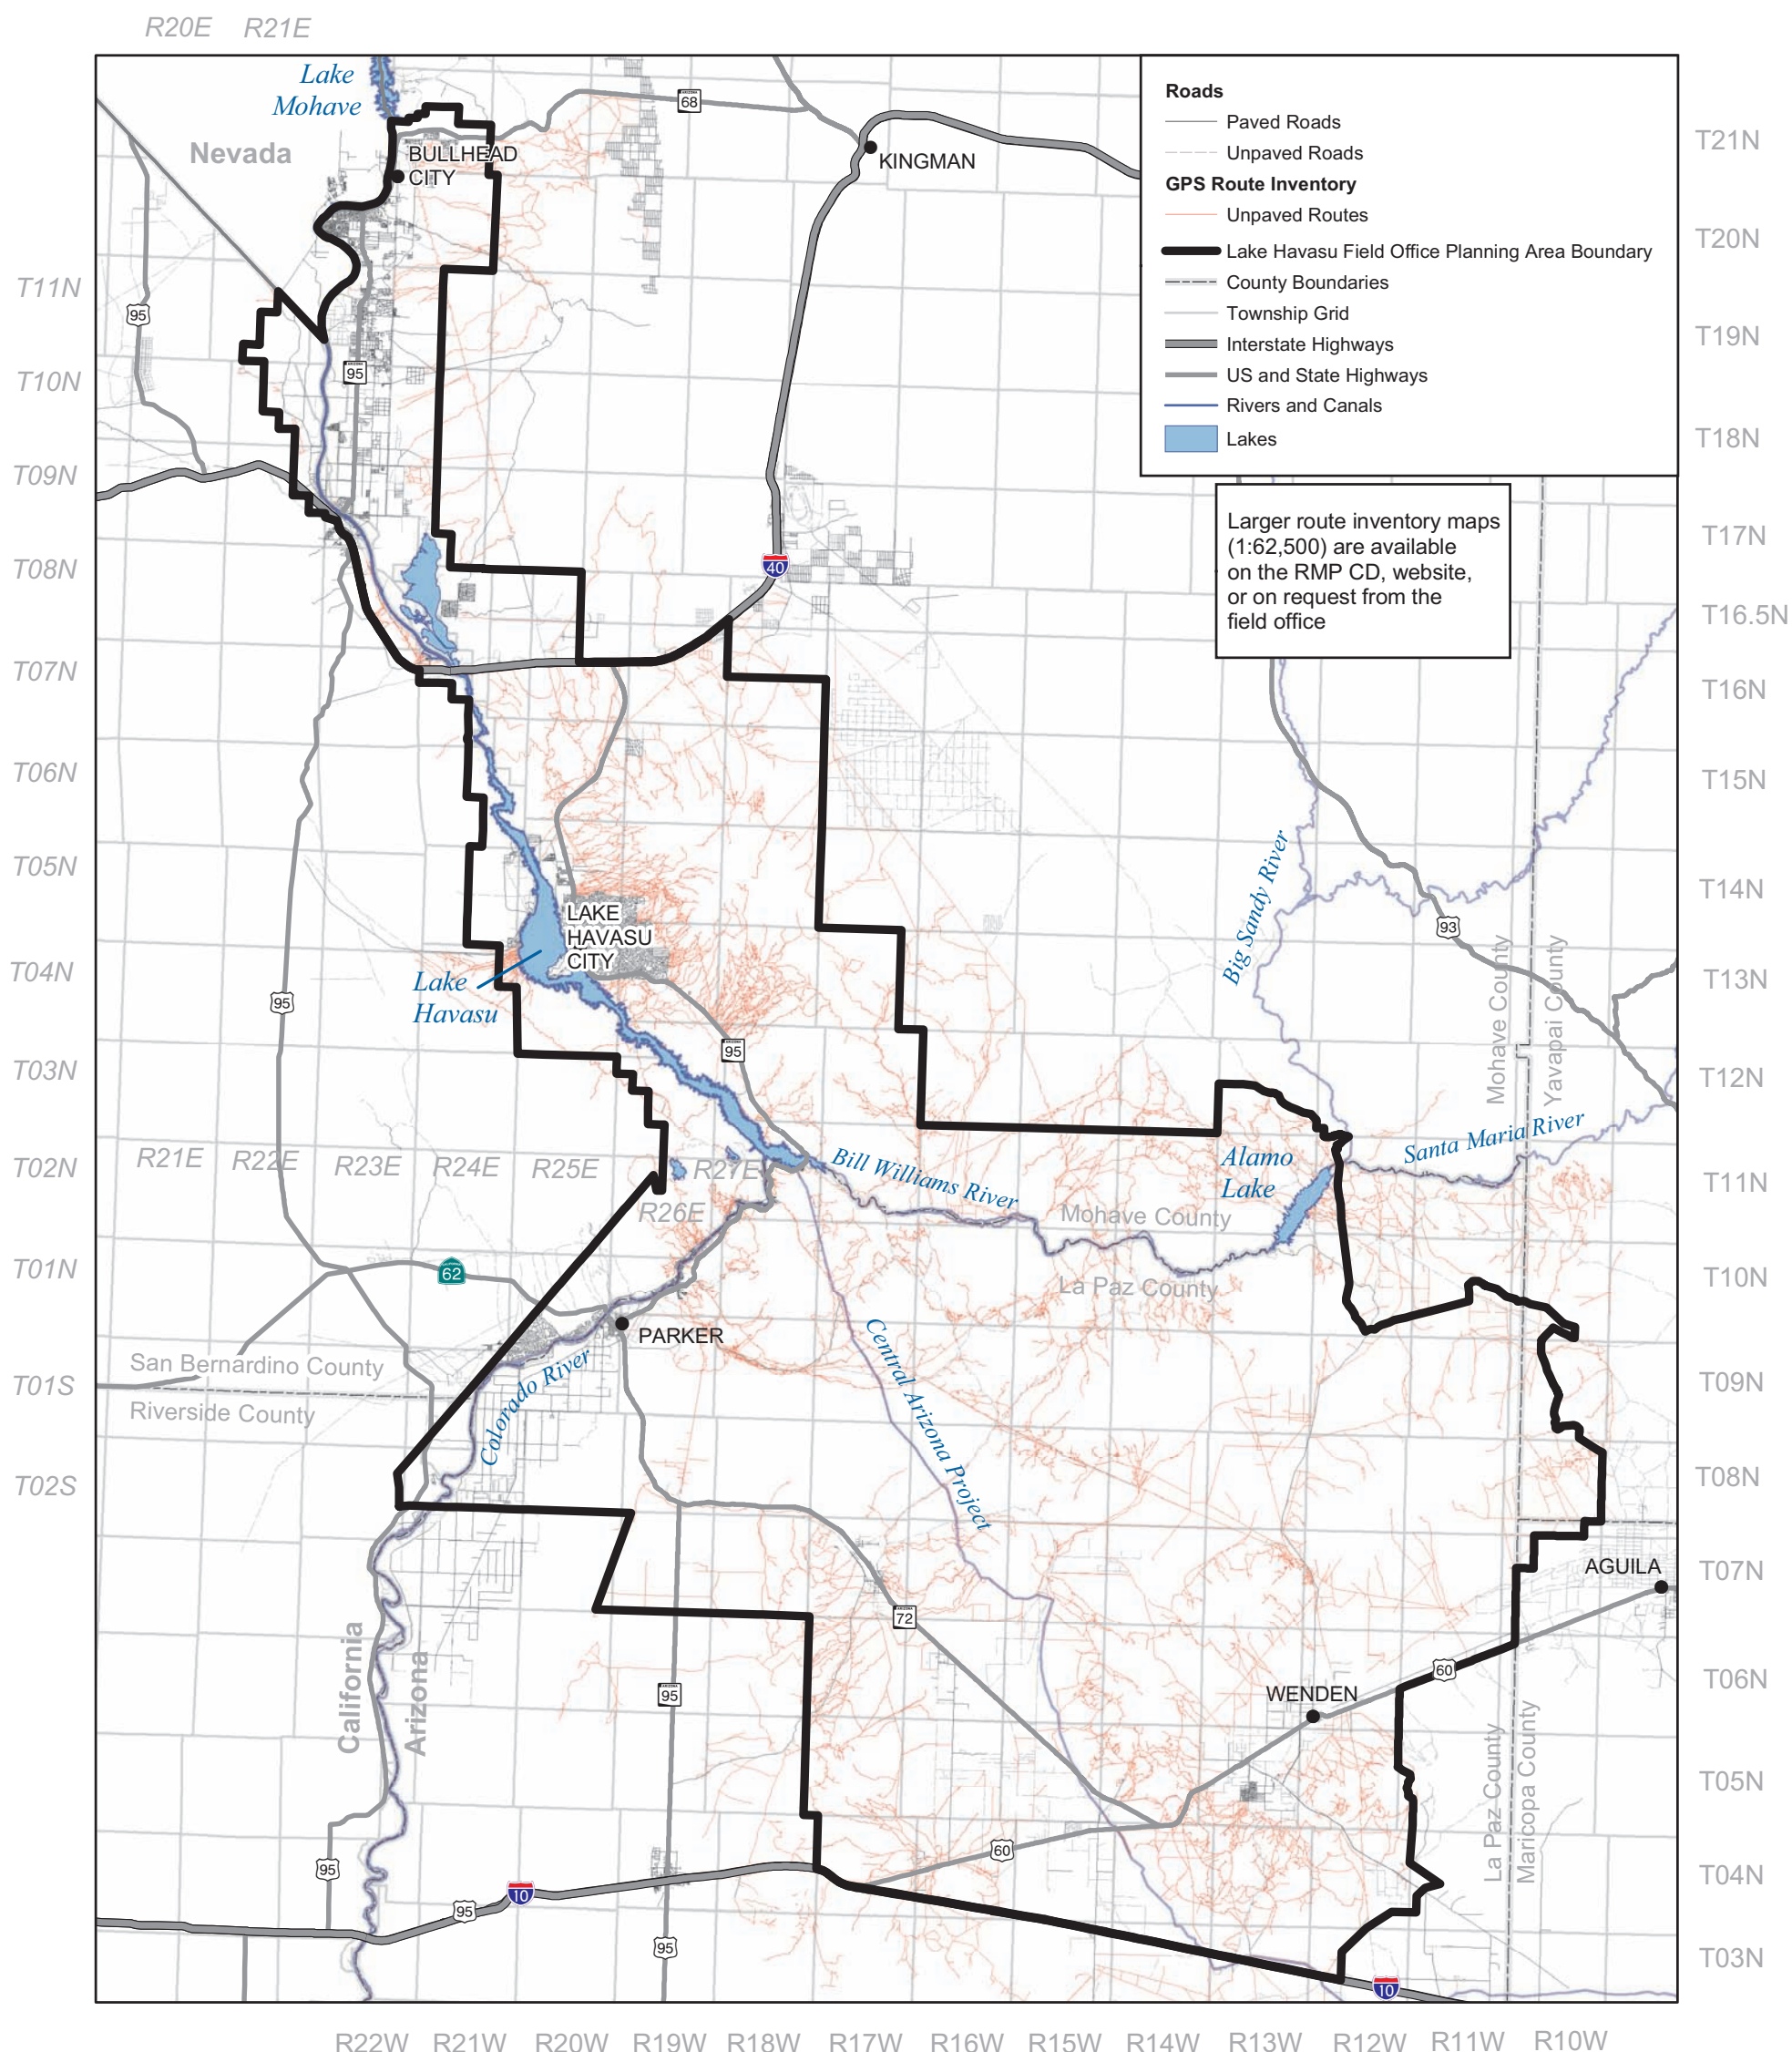 R20E R21E
Lake
Mohave
Nevada
BULLHEAD
CITY
68
KINGMAN
Roads
Paved Roads
Unpaved Roads
GPS Route Inventory
Unpaved Routes
Lake Havasu Field Office Planning Area Boundary
County Boundaries
Township Grid
Interstate Highways
US and State Highways
Rivers and Canals
Lakes
Larger route inventory maps
(1:62,500) are available
on the RMP CD, website,
or on request from the
field office
T11N
T10N
T09N
T08N
T07N
T06N
T05N
T04N
T03N
T02N
T01N
T01S
T02S
T21N
T20N
T19N
T18N
T17N
T16.5N
T16N
T15N
T14N
T13N
T12N
T11N
T10N
T09N
T08N
T07N
T06N
T05N
T04N
T03N
95
ARIZONA
95
40
LAKE
HAVASU
CITY
Lake
Havasu
95
95
Big Sandy River
93
Mohave County
Yavapai County
Santa Maria River
R21E R22E R23E R24E R25E R27E
R26E
Bill Williams River
Alamo
Lake
Mohave County
La Paz County
62
PARKER
San Bernardino County
Riverside County
Colorado River
Central Arizona Project
AGUILA
72
60
WENDEN
95
California
Arizona
La Paz County
Maricopa County
60
95
10
95
95
10
R22W R21W R20W R19W R18W R17W R16W R15W R14W R13W R12W R11W R10W